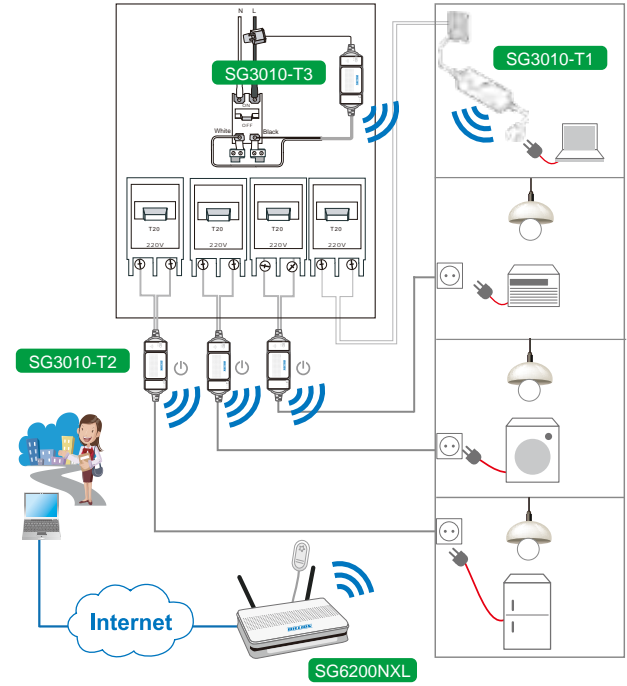 N L
SG3010-T3
SG3010-T1
ON
OFF
White
Black
T20
T20
T20
T20
220V
220V
220V
220V
SG3010-T2
Internet
BILLION
SG6200NXL